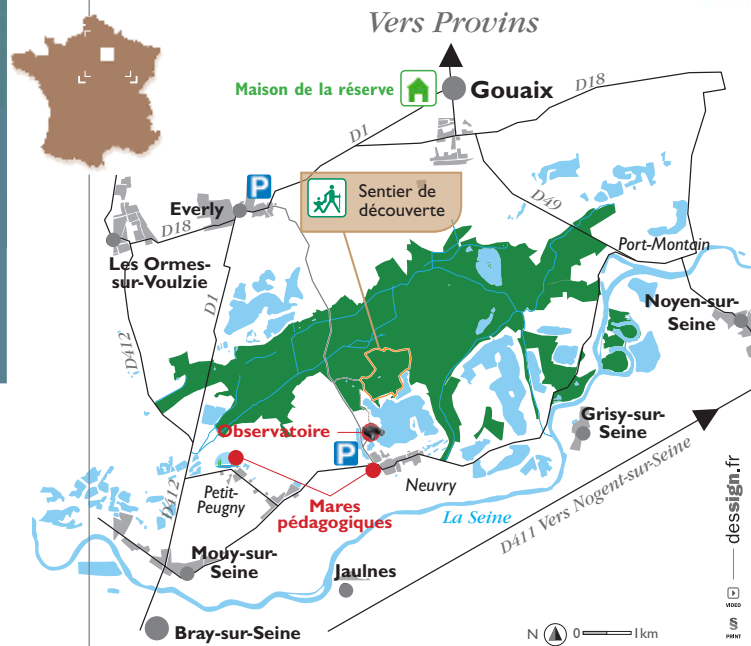 Vers Provins
Maison de la réserve
Gouaix
D18
D1
P
Sentier de
découverte
Everly
D18
D49
Port-Montain
Les Ormes-
sur-Voulzie
D1
Noyen-sur-
Seine
D412
Observatoire
P
Grisy-sur-
Seine
Petit-
Peugny
Mares
pédagogiques
Neuvry
D412
La Seine
D411 Vers Nogent-sur-Seine
Mouy-sur-
Seine
Jaulnes
Bray-sur-Seine
N 0 1km
dessign.fr
VIDEO
§
PRINT